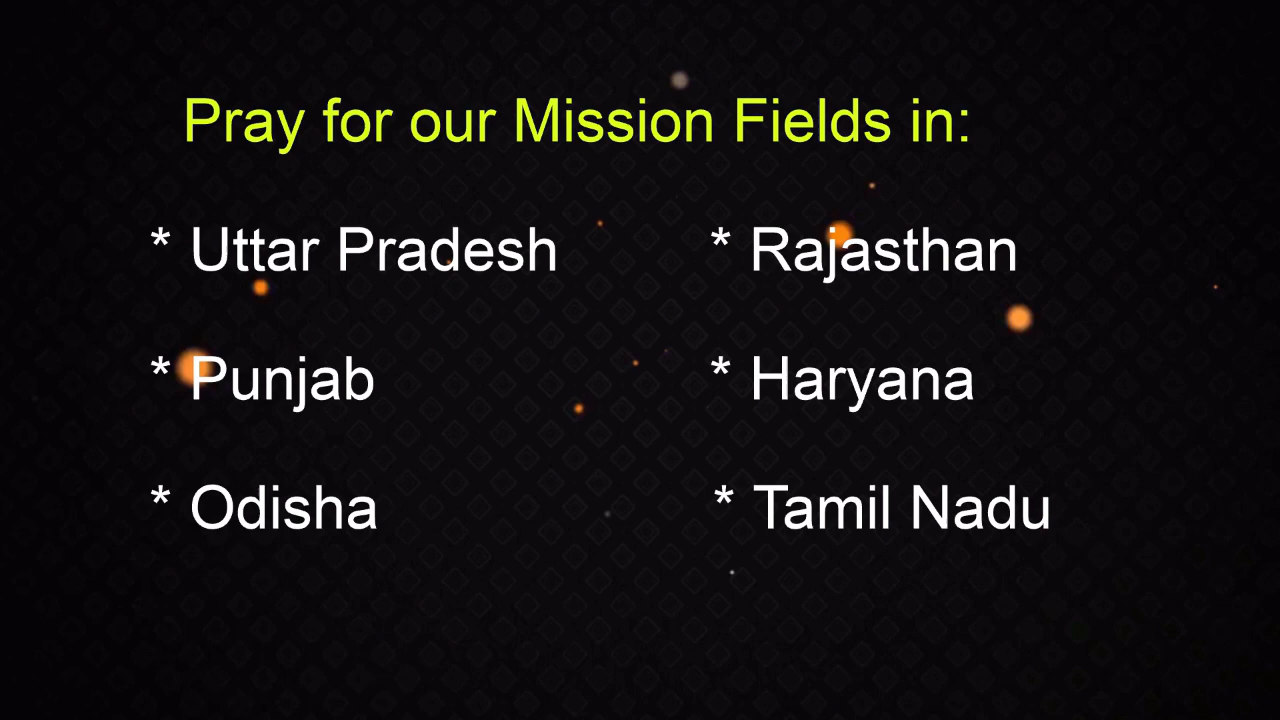 Pray for our Mission Fields in:
* Uttar Pradesh * Rajasthan
* Punjab * Haryana
* Odisha * Tamil Nadu